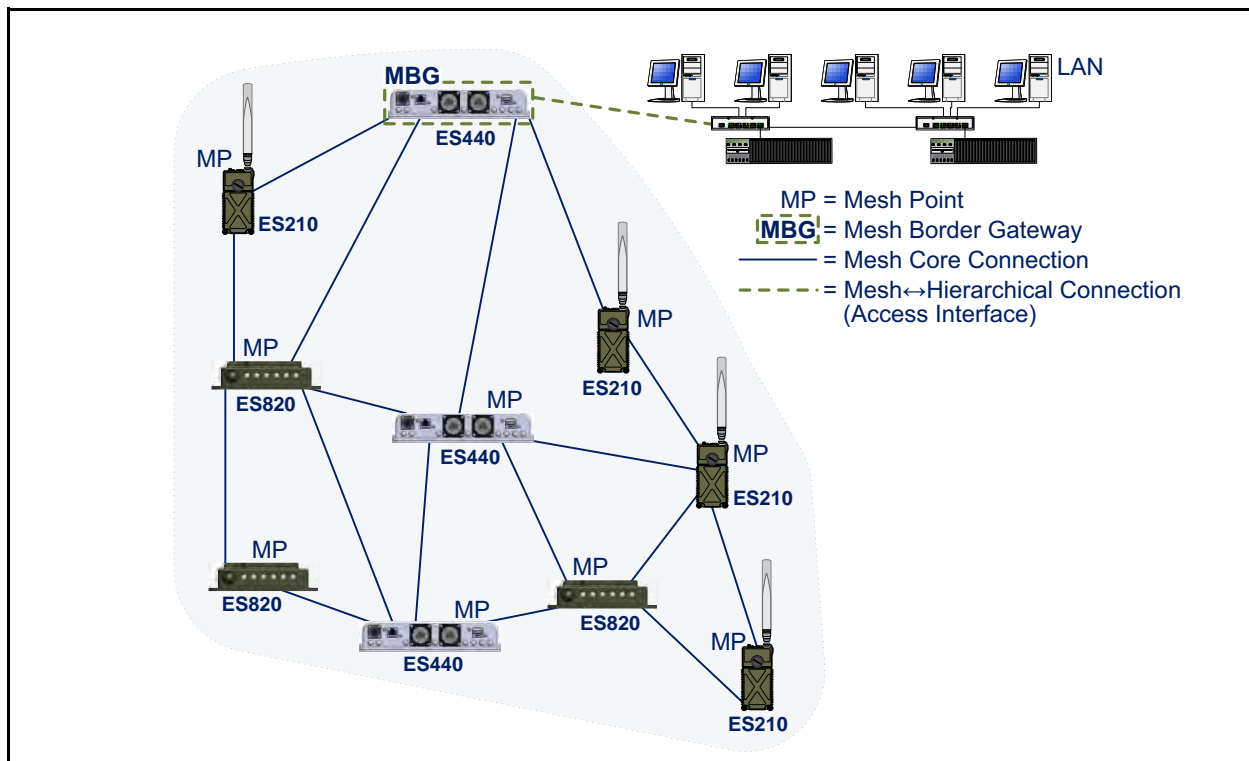 MBG
ES440
LAN
MP
ES210
MP = Mesh Point
MBG = Mesh Border Gateway
= Mesh Core Connection
= Mesh↔Hierarchical Connection
(Access Interface)
MP
ES210
MP
ES820
MP
ES440
MP
ES210
MP
ES820
MP
ES820
MP
ES440
MP
ES210